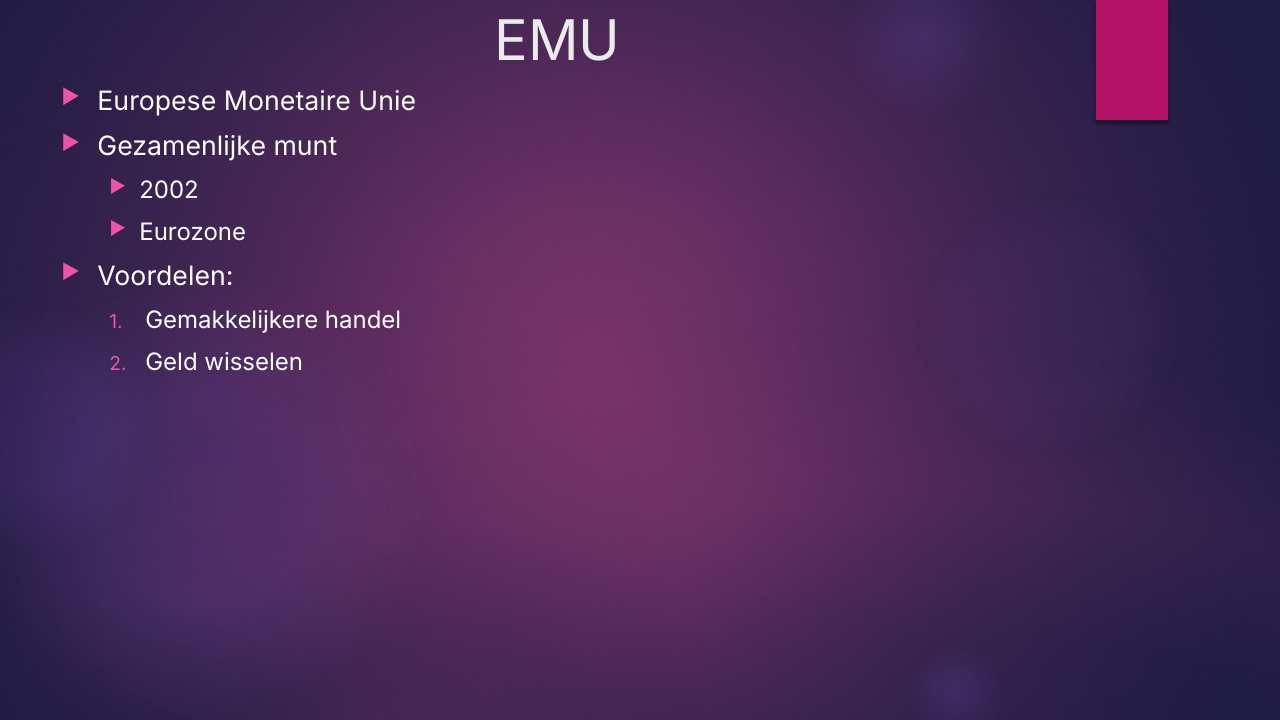 EMU
Europese Monetaire Unie
Gezamenlijke munt
2002
Eurozone
Voordelen:
1. Gemakkelijkere handel
2. Geld wisselen